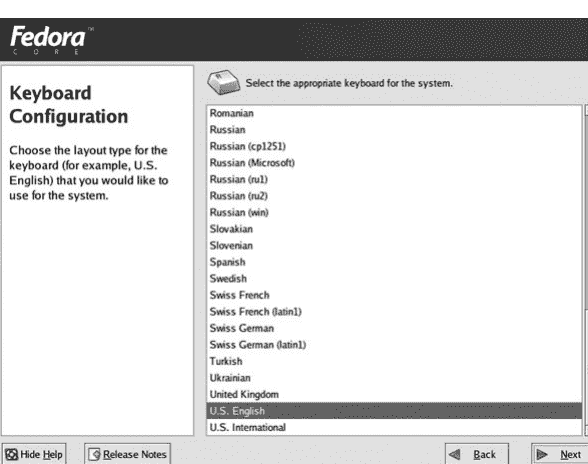 Fedora™
CORE
Keyboard
Configuration
Choose the layout type for the
keyboard (for example, U.S.
English) that you would like to
use for the system.
Select the appropriate keyboard for the system.
Romanian
Russian
Russian (cp1251)
Russian (Microsoft)
Russian (ru1)
Russian (ru2)
Russian (win)
Slovakian
Slovenian
Spanish
Swedish
Swiss French
Swiss French (latin1)
Swiss German
Swiss German (latin1)
Turkish
Ukrainian
United Kingdom
U.S. English
U.S. International
Hide Help
Release Notes
Back
Next